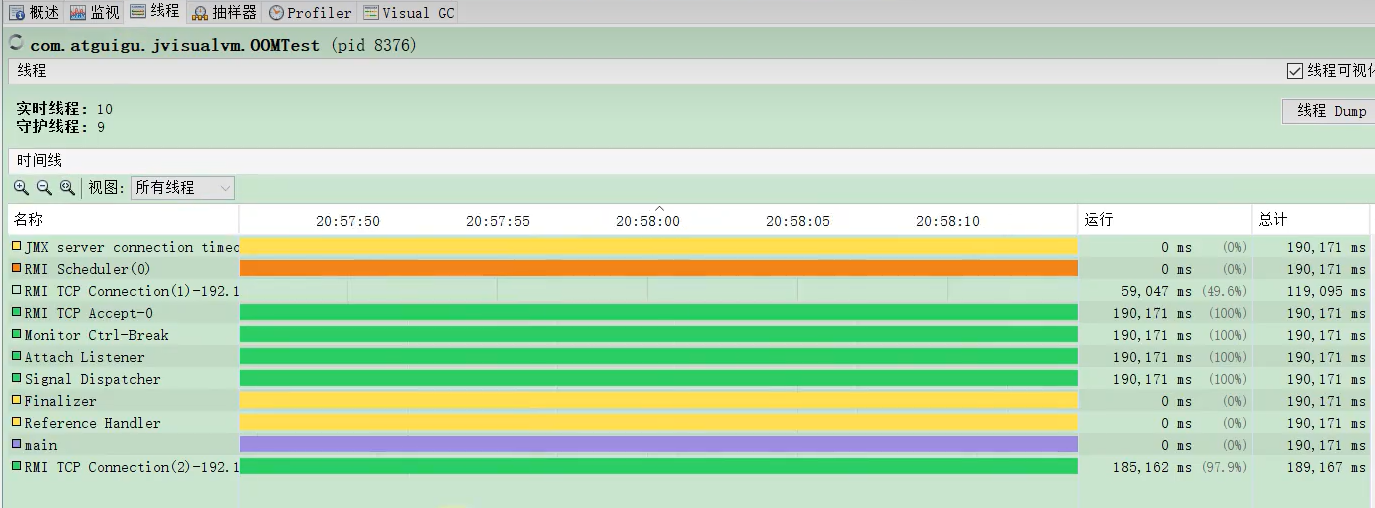 概述 监视 线程 抽样器 Profiler Visual GC
com.atguigu.jvisualvm.OOMTest (pid 8376)
线程 线程可视
实时线程: 10
守护线程: 9 线程 Dump
时间线
视图: 所有线程
名称 20:57:50 20:57:55 20:58:00 20:58:05 20:58:10 运行 总计
JMX server connection timeo 0 ms (0%) 190,171 ms
RMI Scheduler(0) 0 ms (0%) 190,171 ms
RMI TCP Connection(1)-192.1 59,047 ms (49.6%) 119,095 ms
RMI TCP Accept-0 190,171 ms (100%) 190,171 ms
Monitor Ctrl-Break 190,171 ms (100%) 190,171 ms
Attach Listener 190,171 ms (100%) 190,171 ms
Signal Dispatcher 190,171 ms (100%) 190,171 ms
Finalizer 0 ms (0%) 190,171 ms
Reference Handler 0 ms (0%) 190,171 ms
main 0 ms (0%) 190,171 ms
RMI TCP Connection(2)-192.1 185,162 ms (97.9%) 189,167 ms